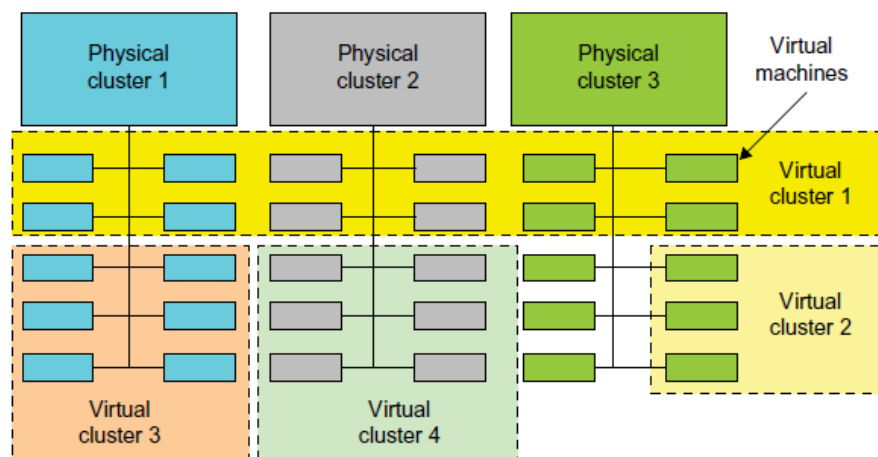 Physical
cluster 1
Physical
cluster 2
Physical
cluster 3
Virtual
machines
Virtual
cluster 1
Virtual
cluster 2
Virtual
cluster 3
Virtual
cluster 4